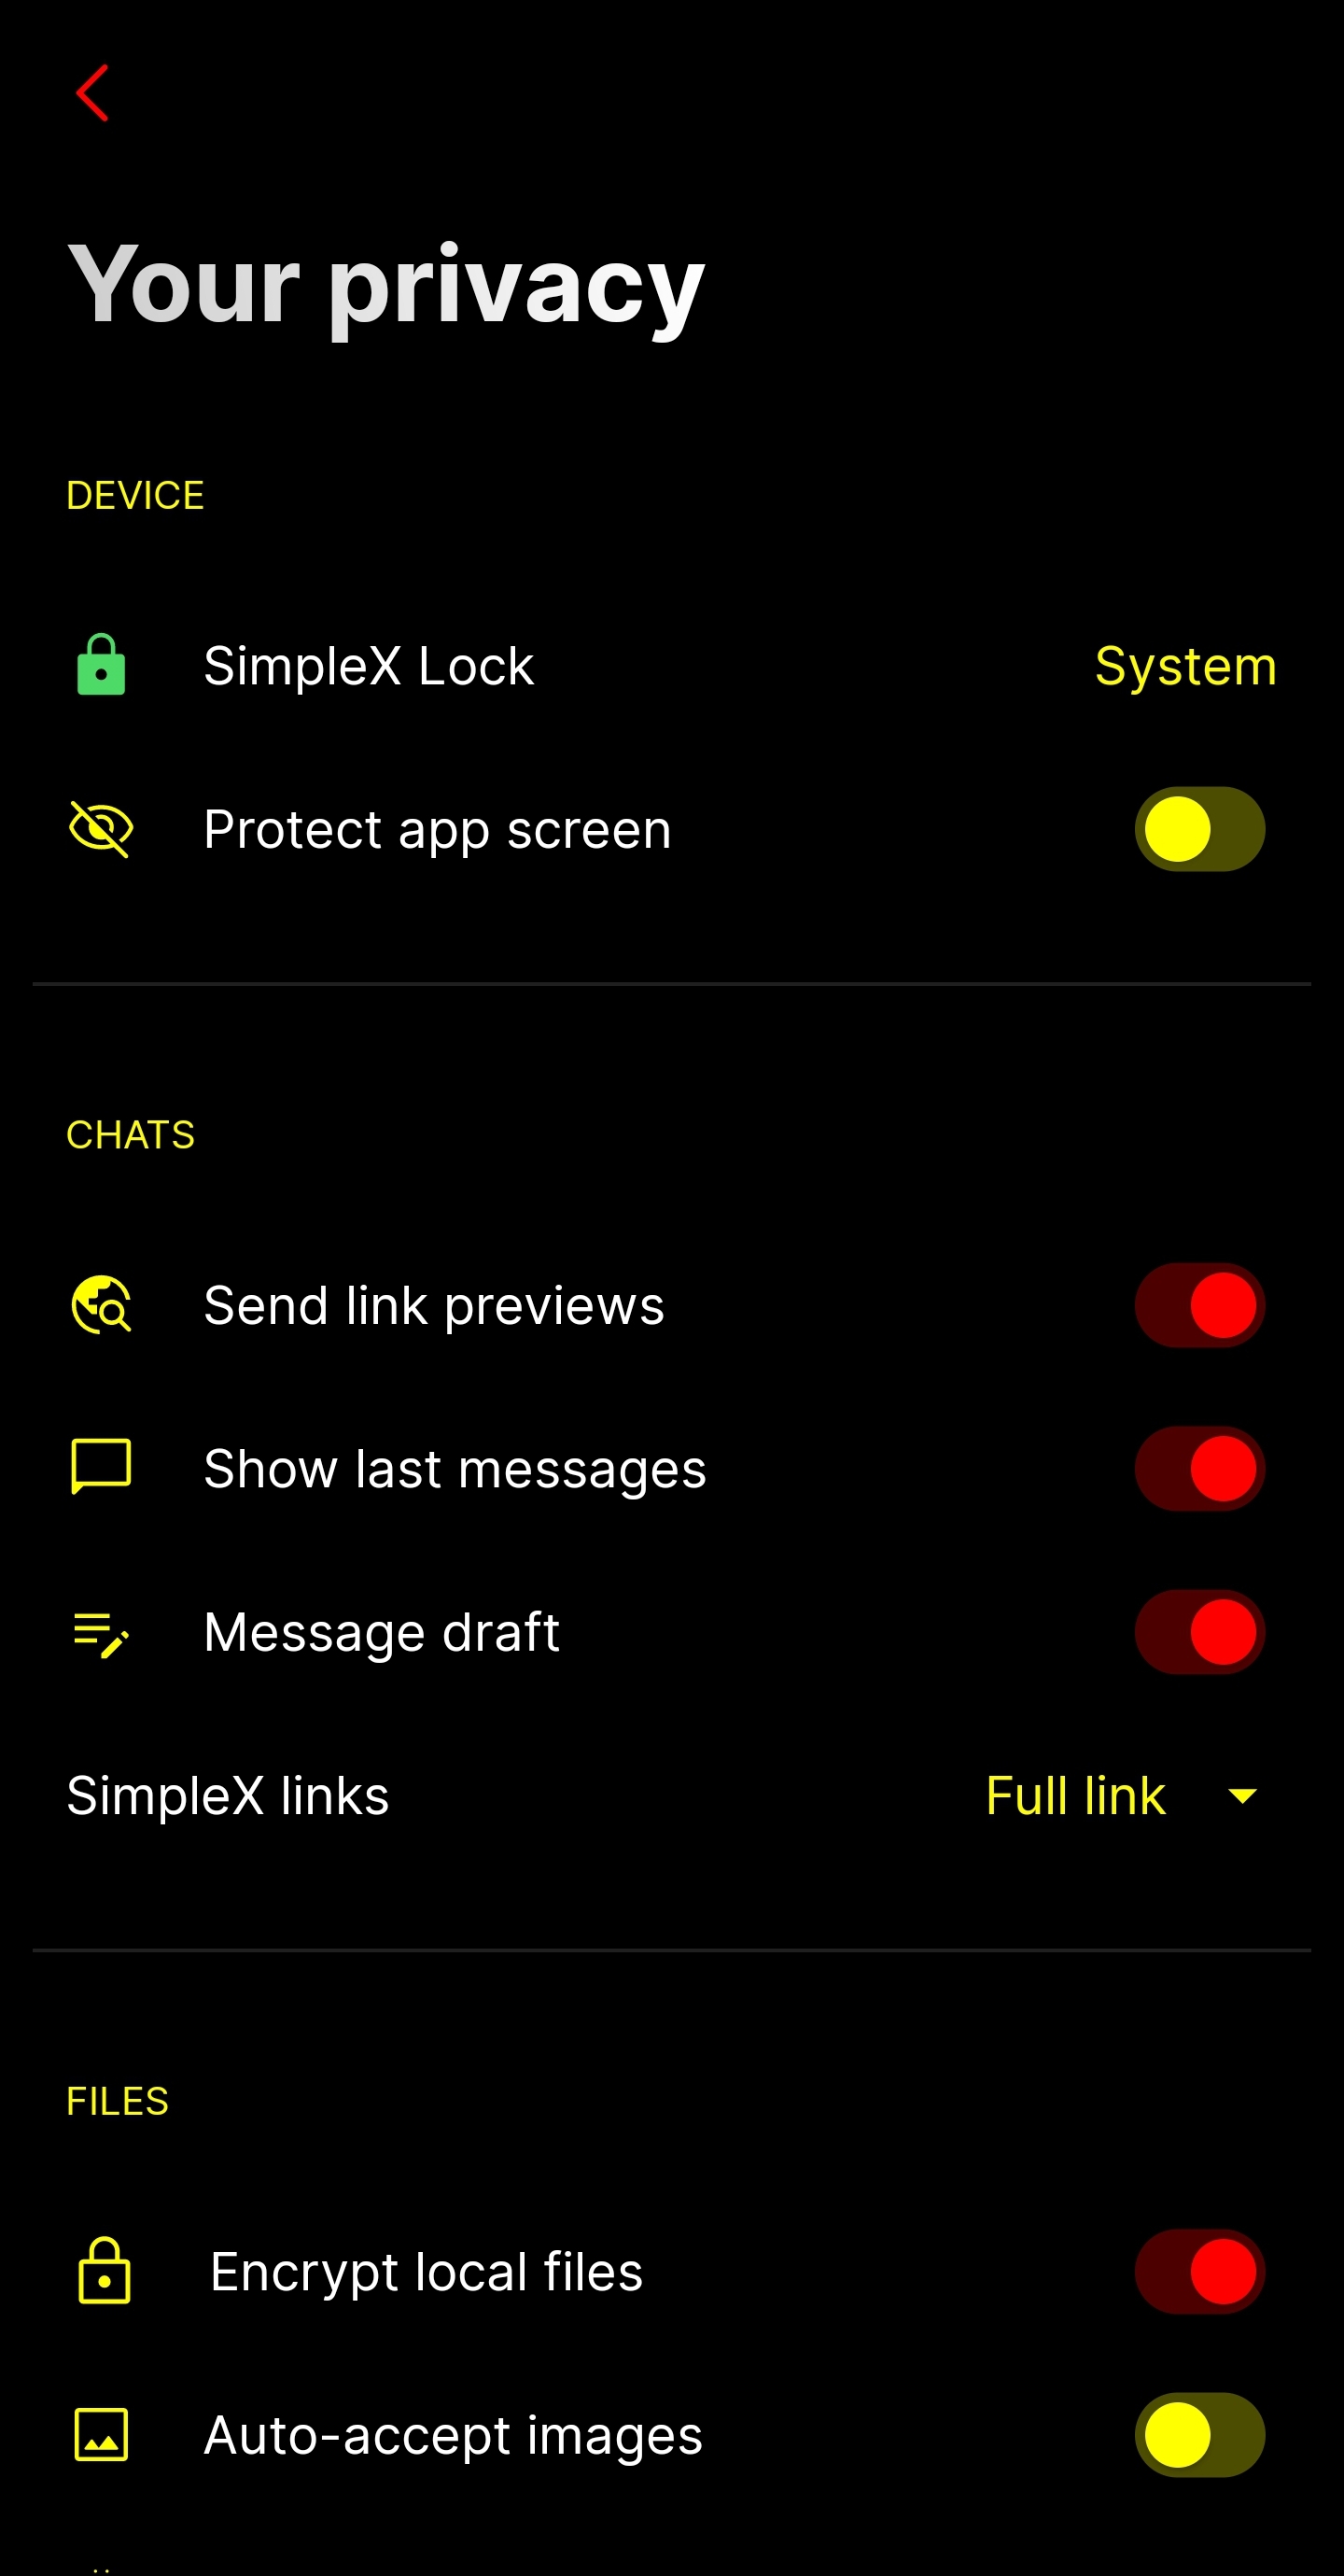 Your privacy
DEVICE
SimpleX Lock System
Protect app screen
CHATS
Send link previews
Show last messages
Message draft
SimpleX links Full link
FILES
Encrypt local files
Auto-accept images